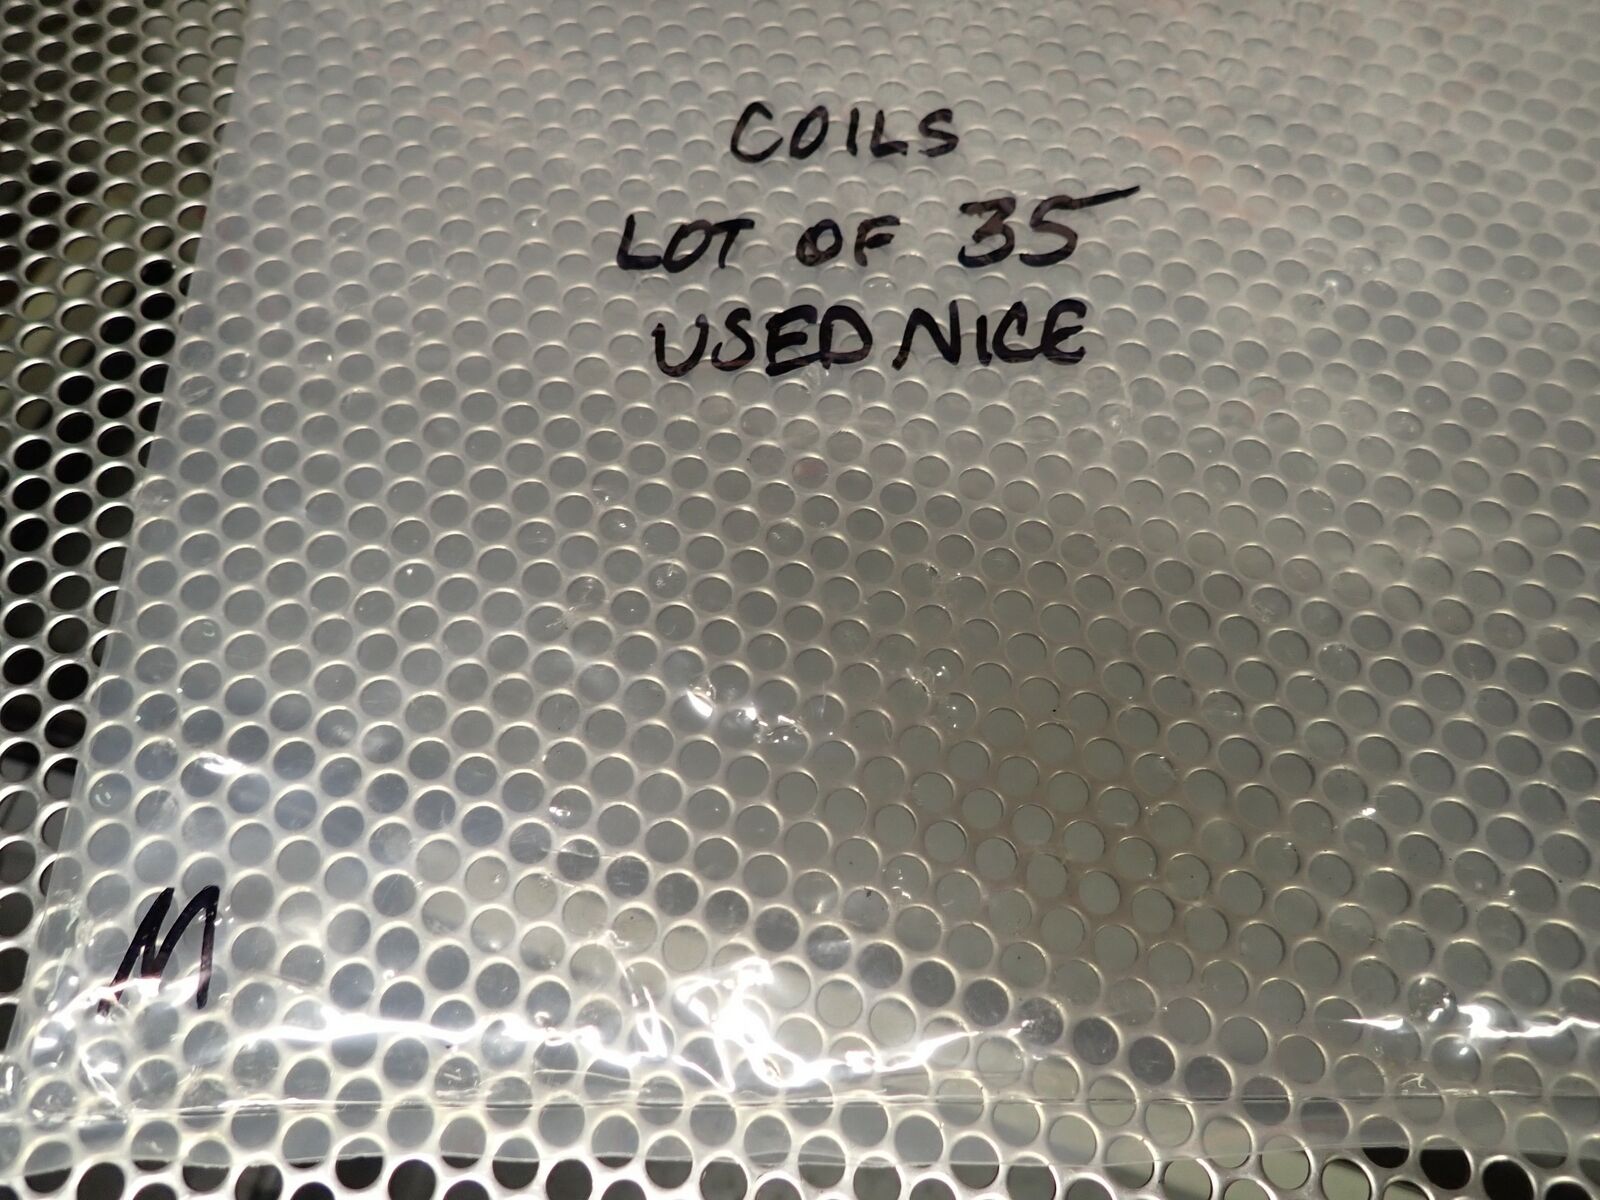 COILS
LOT OF 35
USED NICE
M